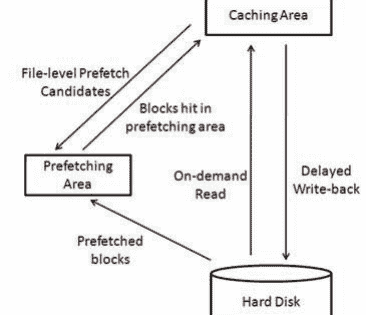 Caching Area
File-level Prefetch
Candidates
Blocks hit in
prefetching area
Prefetching
Area
On-demand
Read
Delayed
Write-back
Prefetched
blocks
Hard Disk